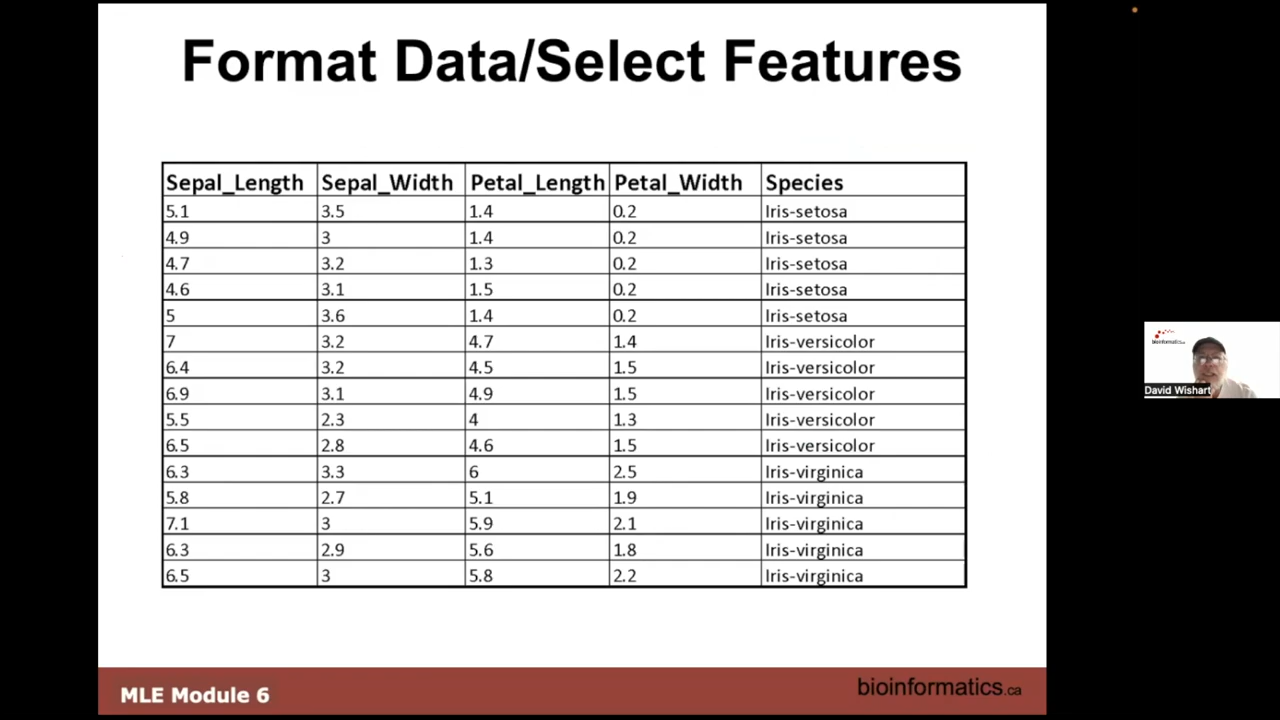 Format Data/Select Features
Sepal_Length Sepal_Width Petal_Length Petal_Width Species
5.1 3.5 1.4 0.2 Iris-setosa
4.9 3 1.4 0.2 Iris-setosa
4.7 3.2 1.3 0.2 Iris-setosa
4.6 3.1 1.5 0.2 Iris-setosa
5 3.6 1.4 0.2 Iris-setosa
7 3.2 4.7 1.4 Iris-versicolor
6.4 3.2 4.5 1.5 Iris-versicolor
6.9 3.1 4.9 1.5 Iris-versicolor
5.5 2.3 4 1.3 Iris-versicolor
6.5 2.8 4.6 1.5 Iris-versicolor
6.3 3.3 6 2.5 Iris-virginica
5.8 2.7 5.1 1.9 Iris-virginica
7.1 3 5.9 2.1 Iris-virginica
6.3 2.9 5.6 1.8 Iris-virginica
6.5 3 5.8 2.2 Iris-virginica
MLE Module 6
bioinformatics.ca
bioinformatics.ca
David Wishart